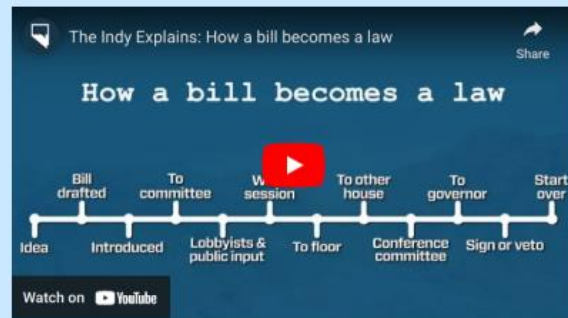 The Indy Explains: How a bill becomes a law
Share
How a bill becomes a law
Bill drafted
To committee
session
To other house
To governor
Start over
Idea
Introduced
Lobbyists & public input
To floor
Conference committee
Sign or veto
Watch on YouTube